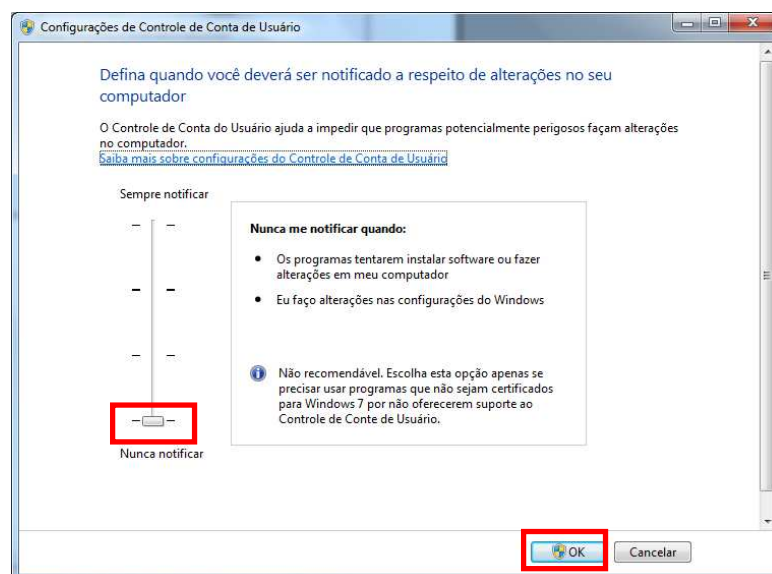 Configurações de Controle de Conta de Usuário
Defina quando você deverá ser notificado a respeito de alterações no seu
computador
O Controle de Conta do Usuário ajuda a impedir que programas potencialmente perigosos façam alterações
no computador.
Saiba mais sobre configurações do Controle de Conta de Usuário
Sempre notificar
Nunca me notificar quando:
• Os programas tentarem instalar software ou fazer
alterações em meu computador
• Eu faço alterações nas configurações do Windows
Não recomendável. Escolha esta opção apenas se
precisar usar programas que não sejam certificados
para Windows 7 por não oferecerem suporte ao
Controle de Conte de Usuário.
Nunca notificar
OK
Cancelar